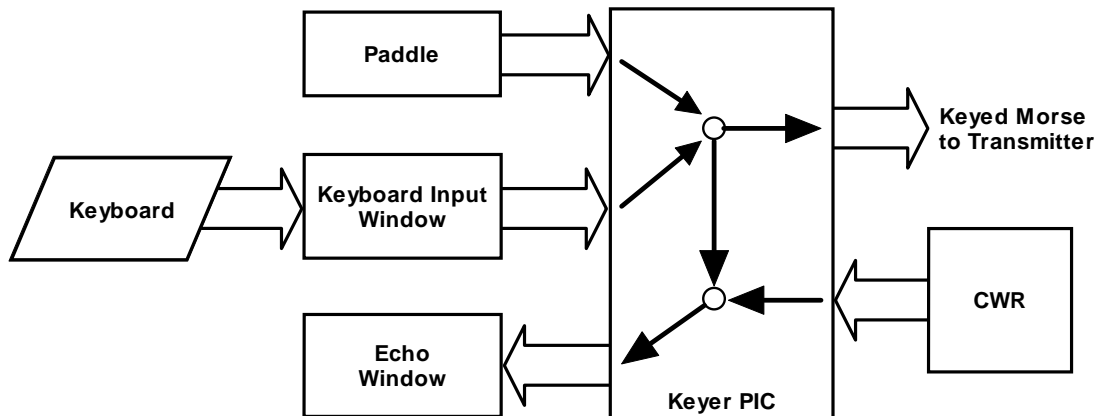 Paddle
Keyed Morse
to Transmitter
Keyboard
Keyboard Input
Window
CWR
Echo
Window
Keyer PIC